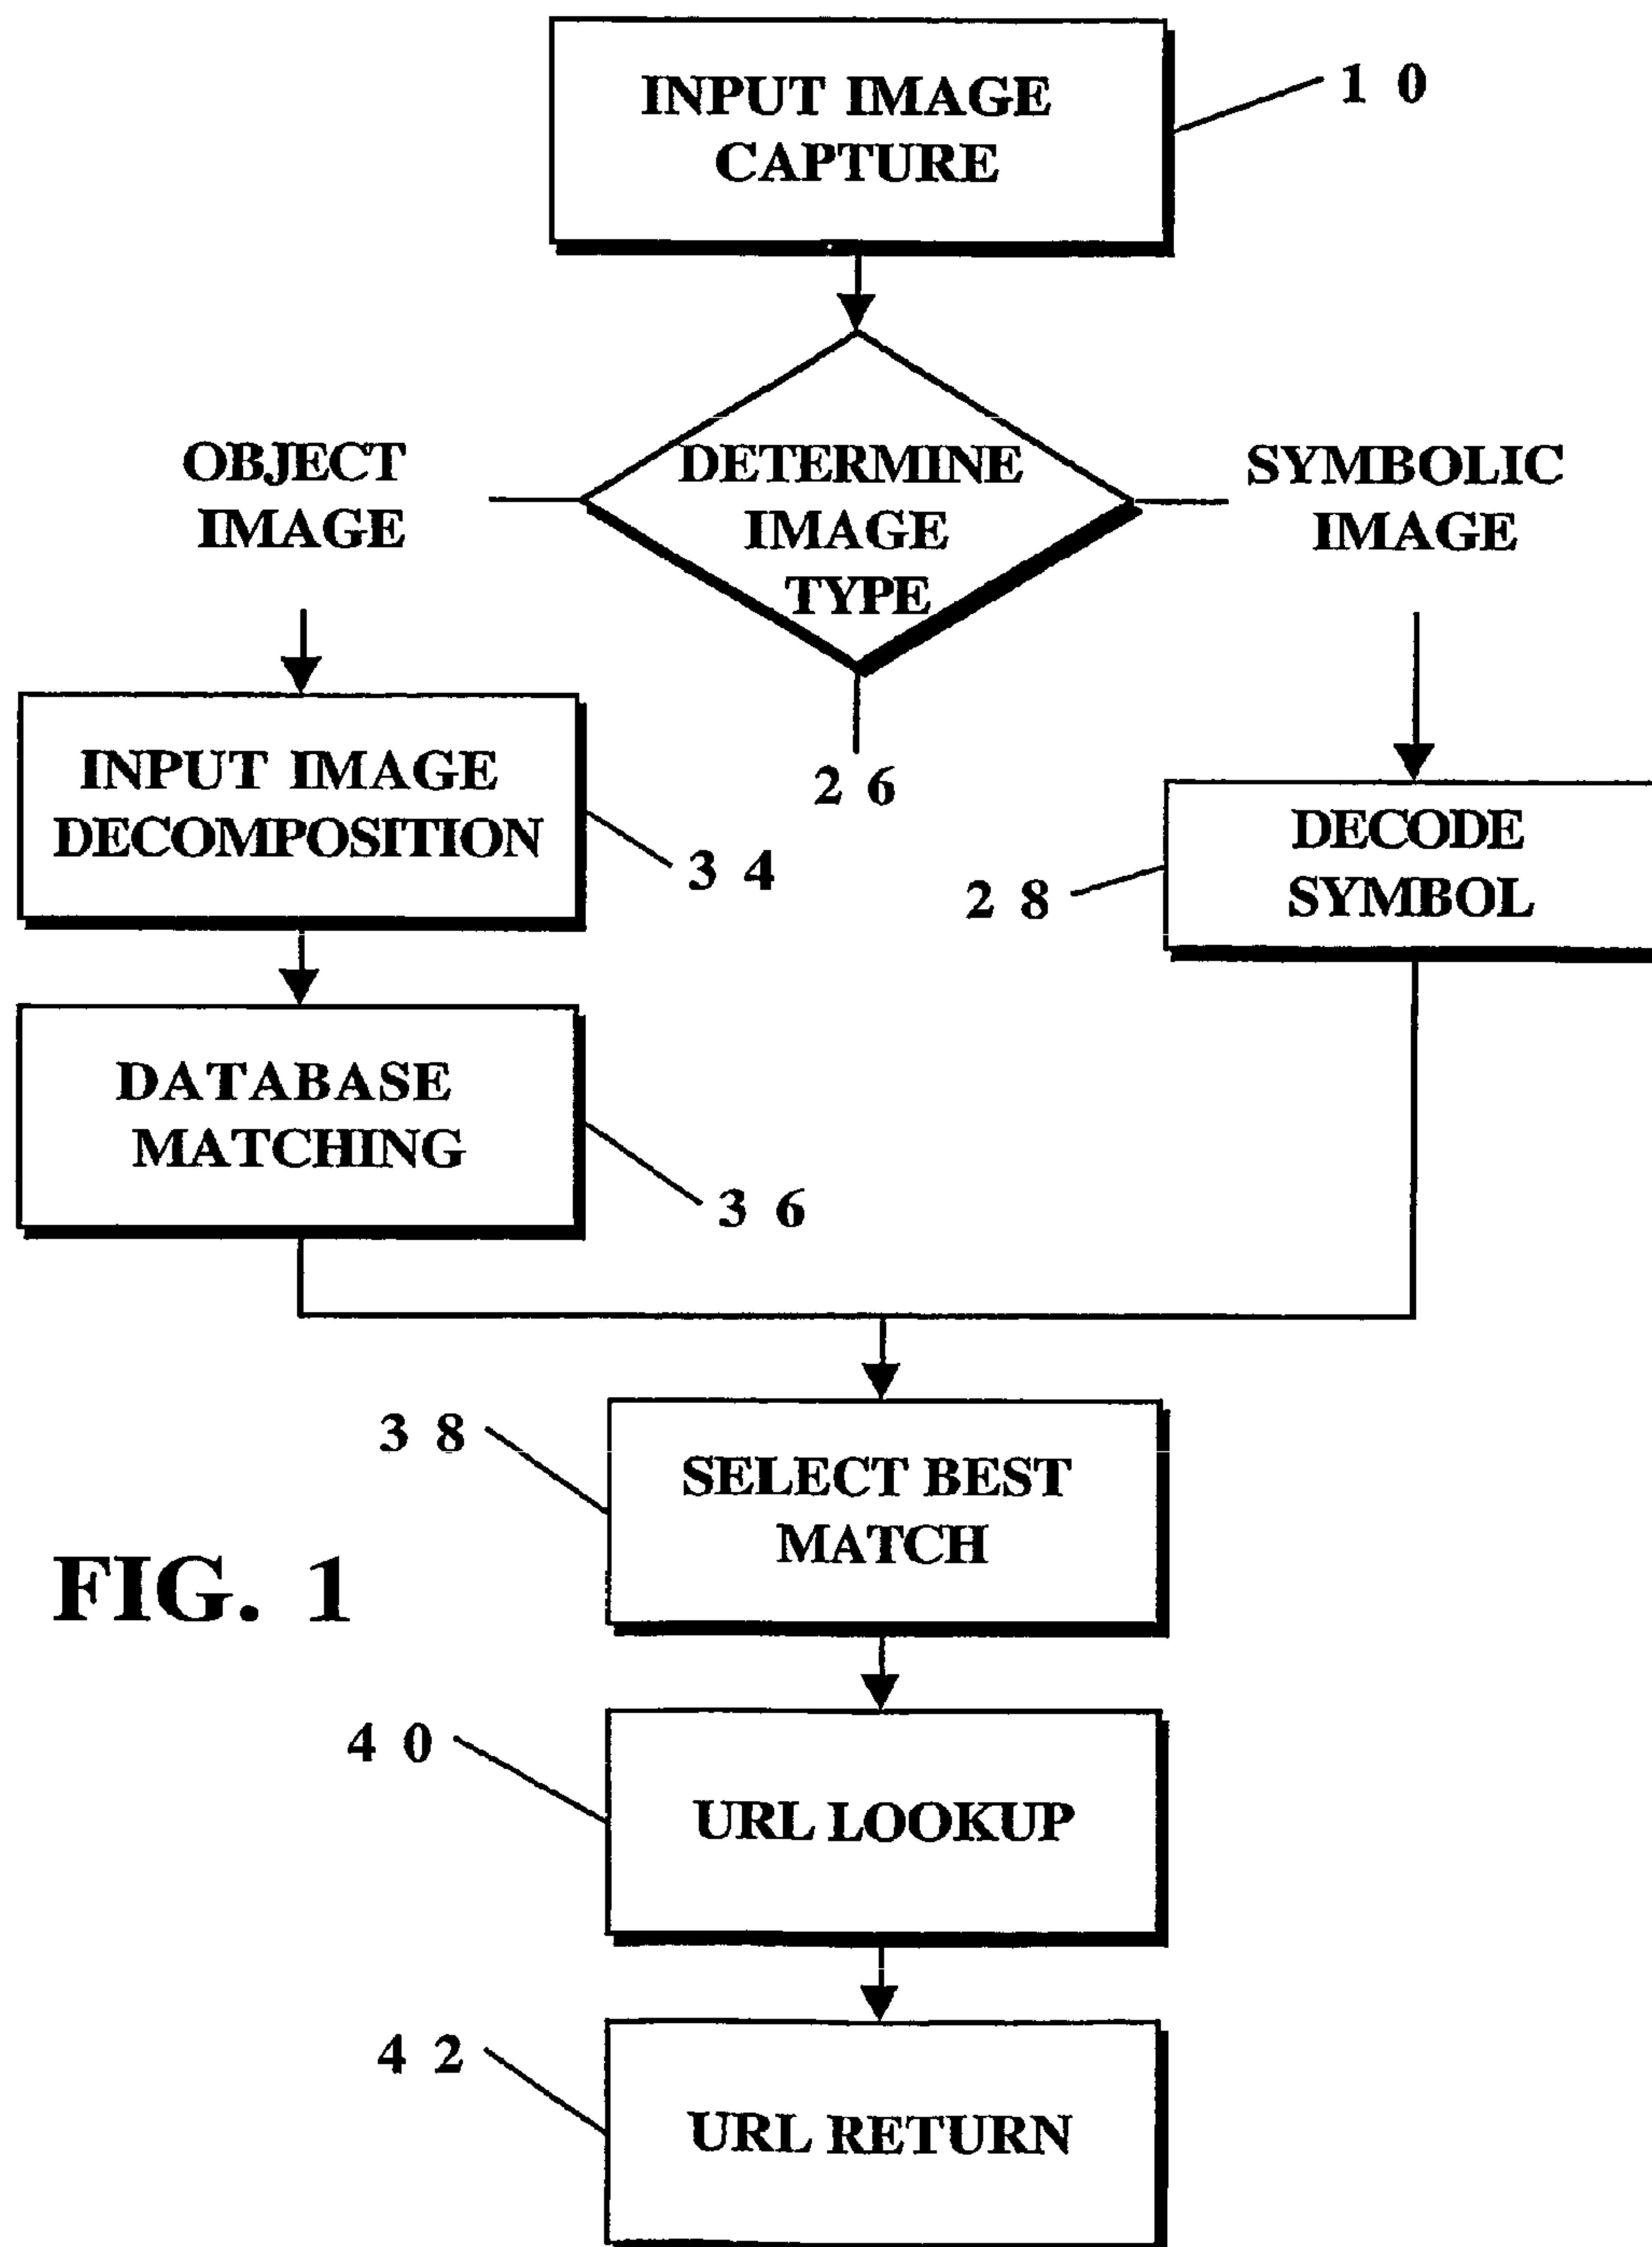 INPUT IMAGE
CAPTURE
1 0
OBJECT
IMAGE
DETERMINE
IMAGE
TYPE
SYMBOLIC
IMAGE
2 6
INPUT IMAGE
DECOMPOSITION
3 4
2 8
DECODE
SYMBOL
DATABASE
MATCHING
3 6
3 8
SELECT BEST
MATCH
FIG. 1
4 0
URL LOOKUP
4 2
URL RETURN